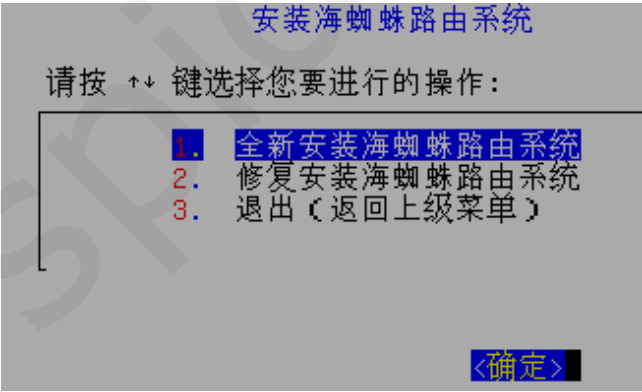 安装海蜘蛛路由系统
请按 ↑↓ 键选择您要进行的操作：
1. 全新安装海蜘蛛路由系统
2. 修复安装海蜘蛛路由系统
3. 退出（返回上级菜单）
<确定>